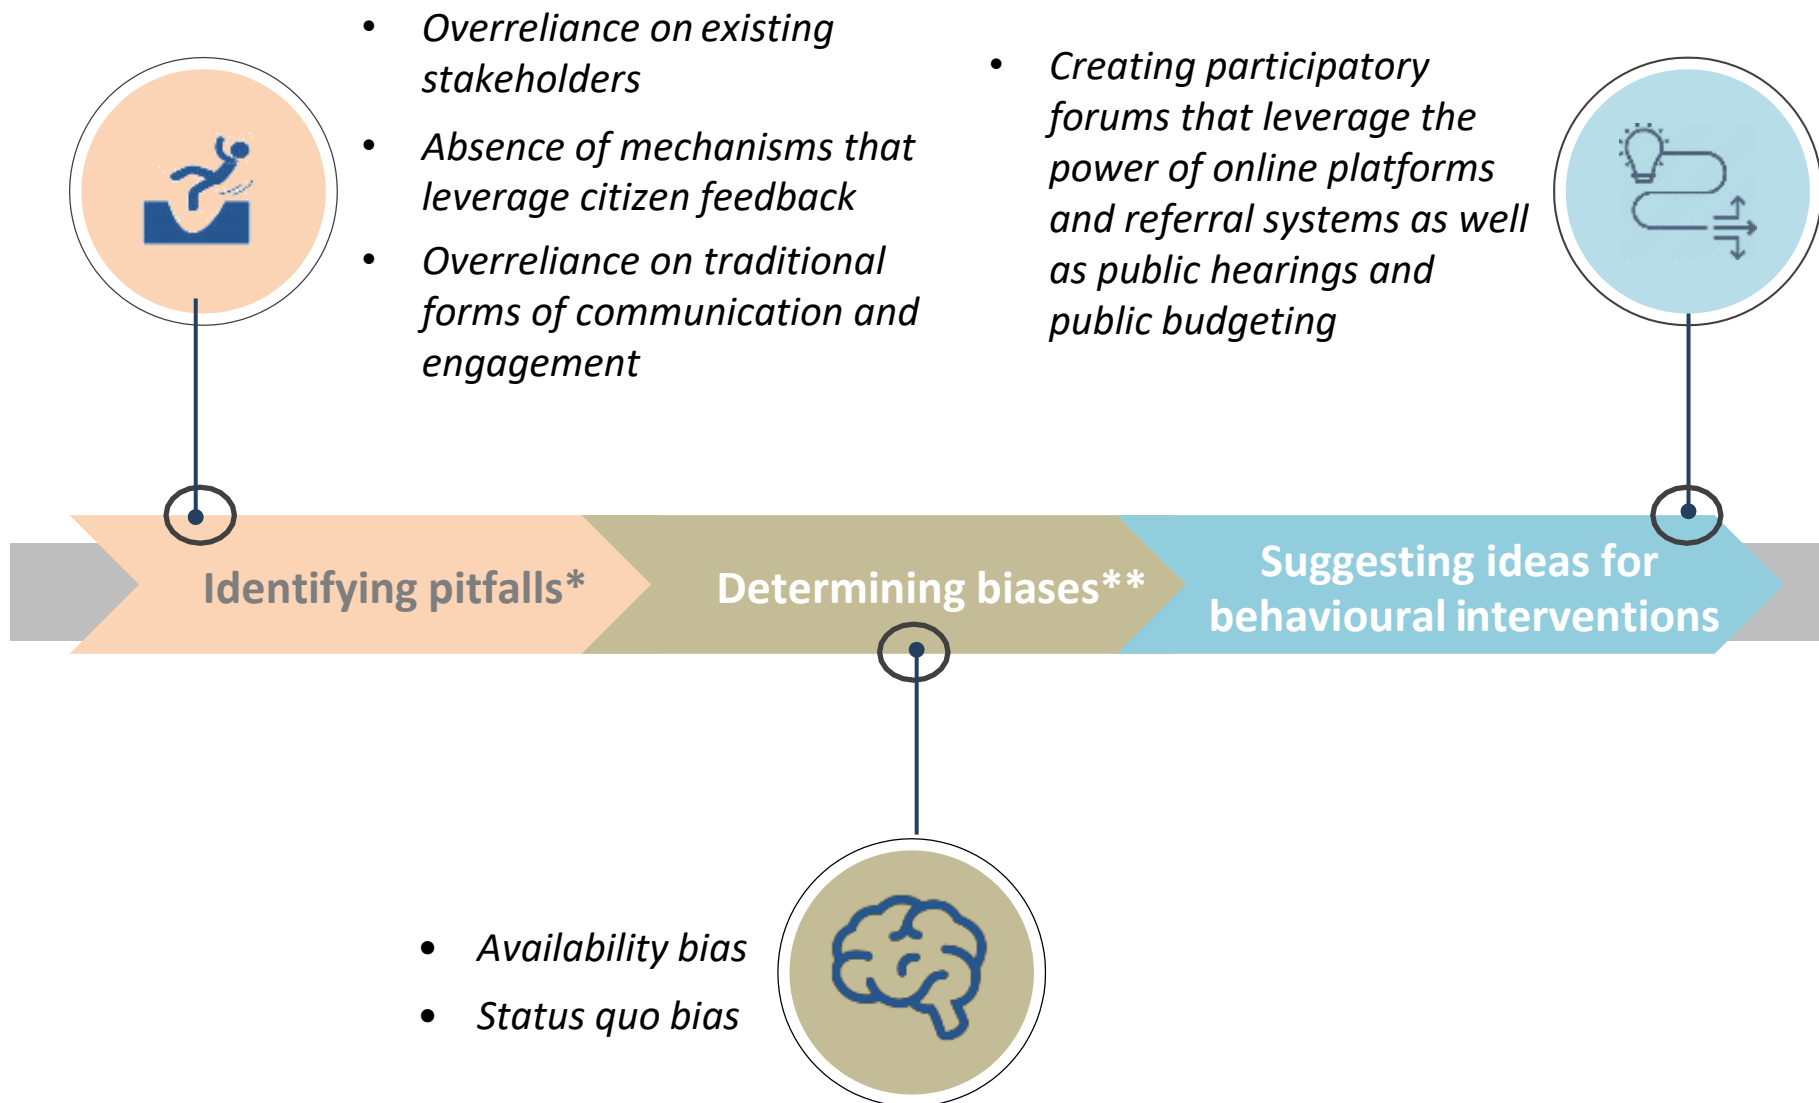 • Overreliance on existing
stakeholders
• Absence of mechanisms that
leverage citizen feedback
• Overreliance on traditional
forms of communication and
engagement
• Creating participatory
forums that leverage the
power of online platforms
and referral systems as well
as public hearings and
public budgeting
Identifying pitfalls*
Determining biases**
Suggesting ideas for
behavioural interventions
• Availability bias
• Status quo bias